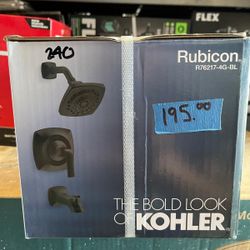 FLEX
240
Rubicon
R76217-4G-BL
195.00
THE BOLD LOOK
OF KOHLER